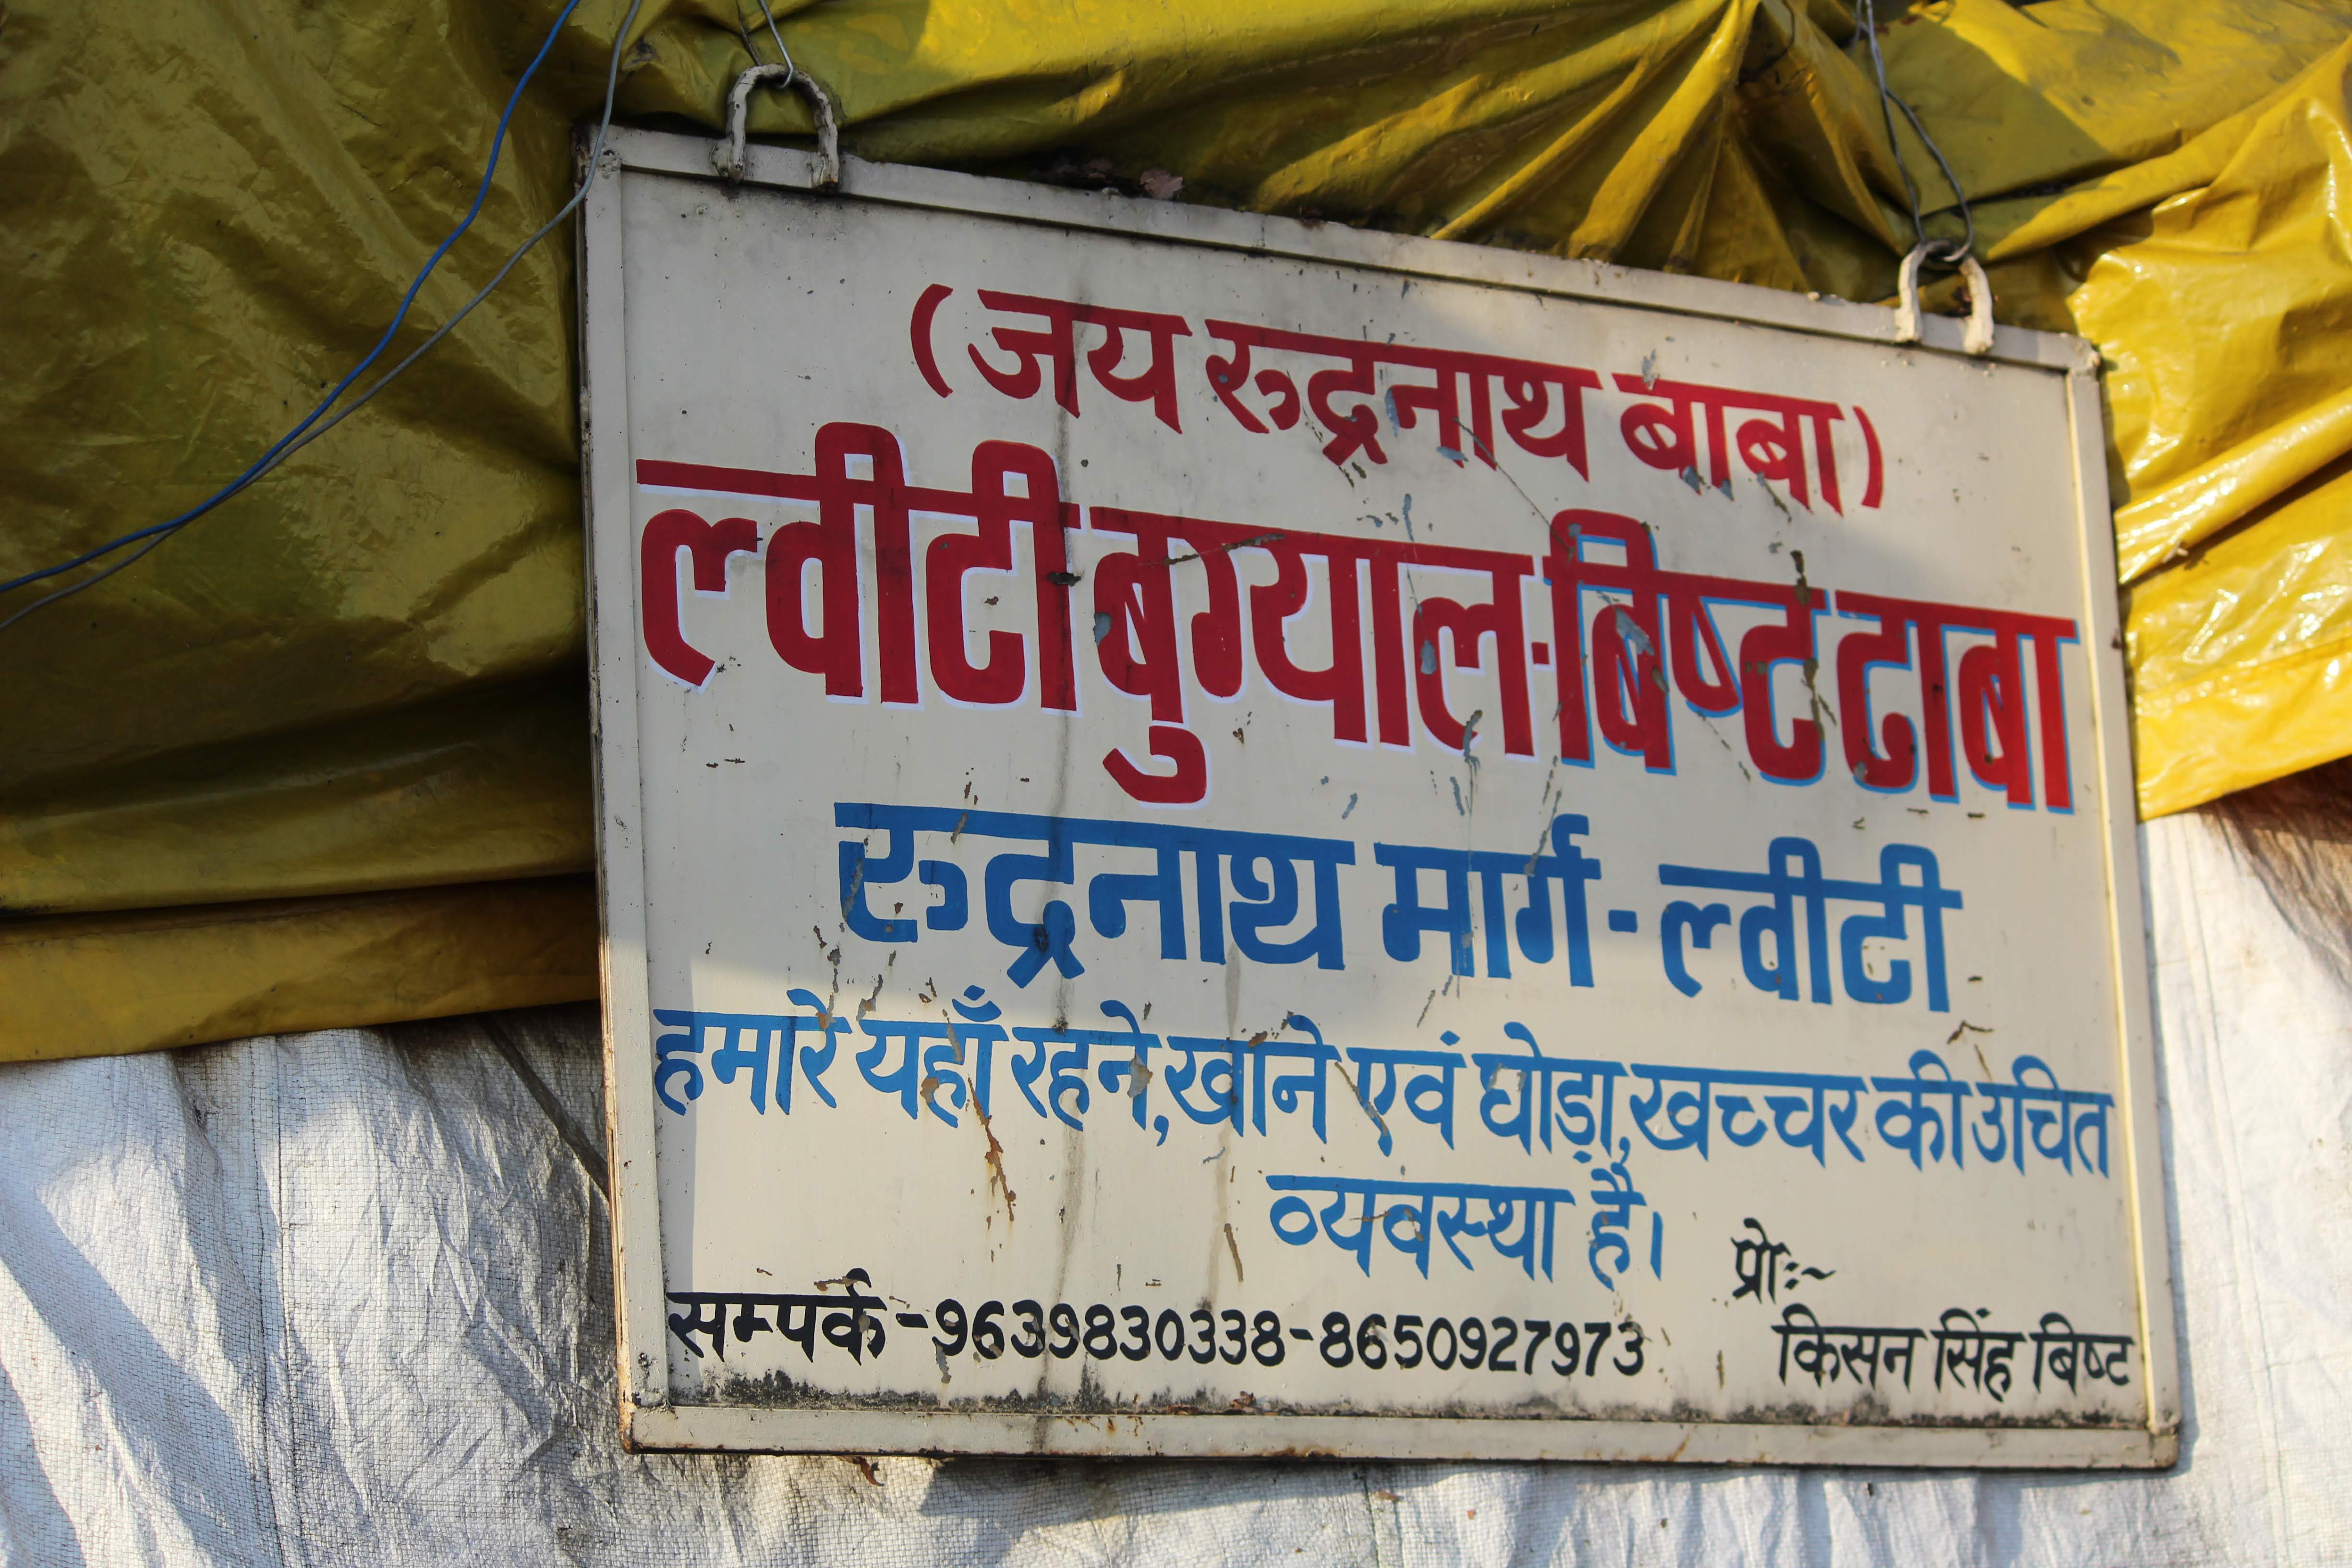 (जय रुद्रनाथ बाबा)
ल्वीटी बुग्याल-बिष्ट ढाबा
रुद्रनाथ मार्ग-ल्वीटी
हमारे यहाँ रहने,खाने एवं घोड़ा,खच्चर की उचित
व्यवस्था है।
प्रो:~
सम्पर्क-9639830338-8650927973
किसन सिंह बिष्ट